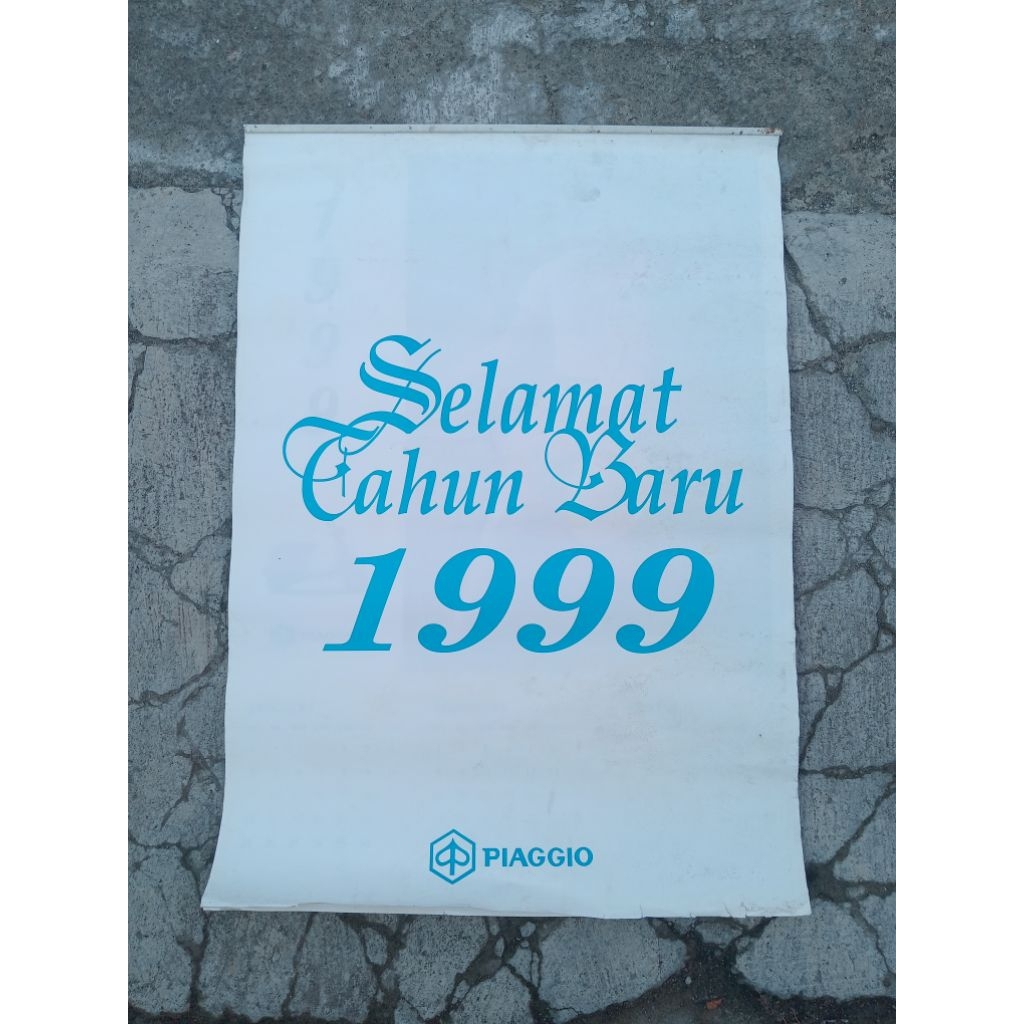 Selamat
Tahun Baru
1999
PIAGGIO